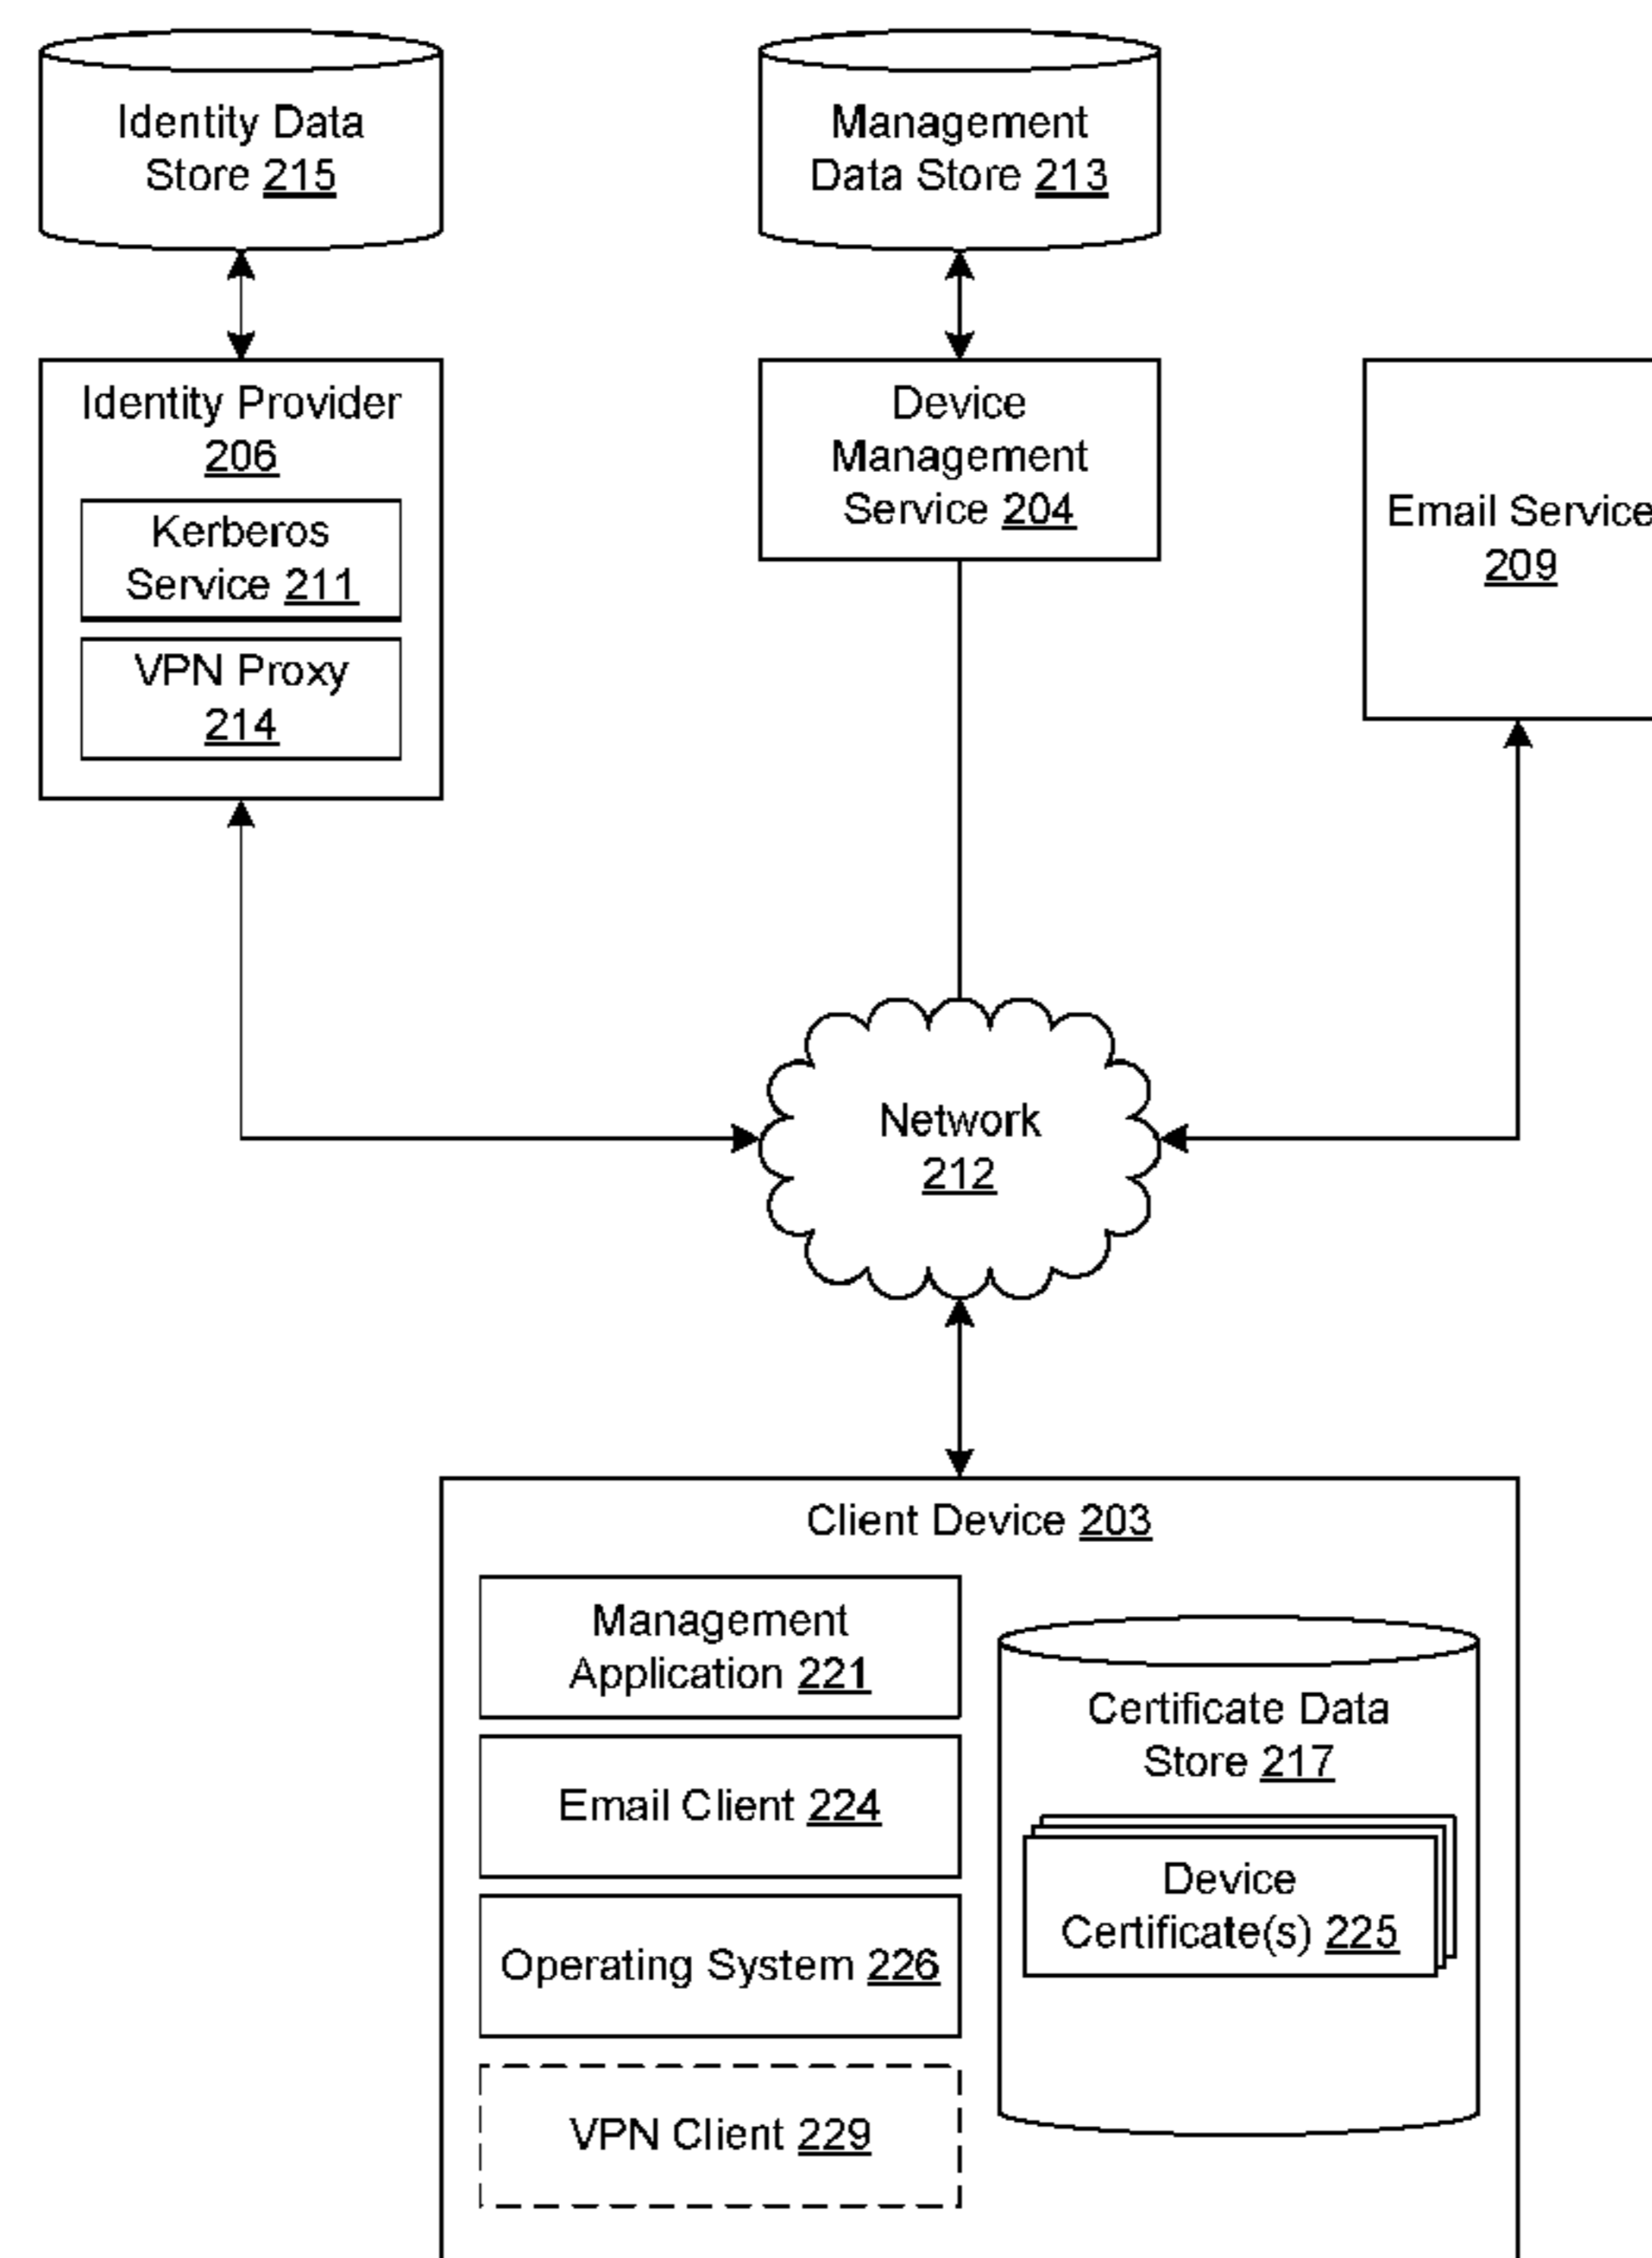 Identity Data
Store 215
Management
Data Store 213
Identity Provider
206
Kerberos
Service 211
VPN Proxy
214
Device
Management
Service 204
Email Service
209
Network
212
Client Device 203
Management
Application 221
Email Client 224
Operating System 226
VPN Client 229
Certificate Data
Store 217
Device
Certificate(s) 225